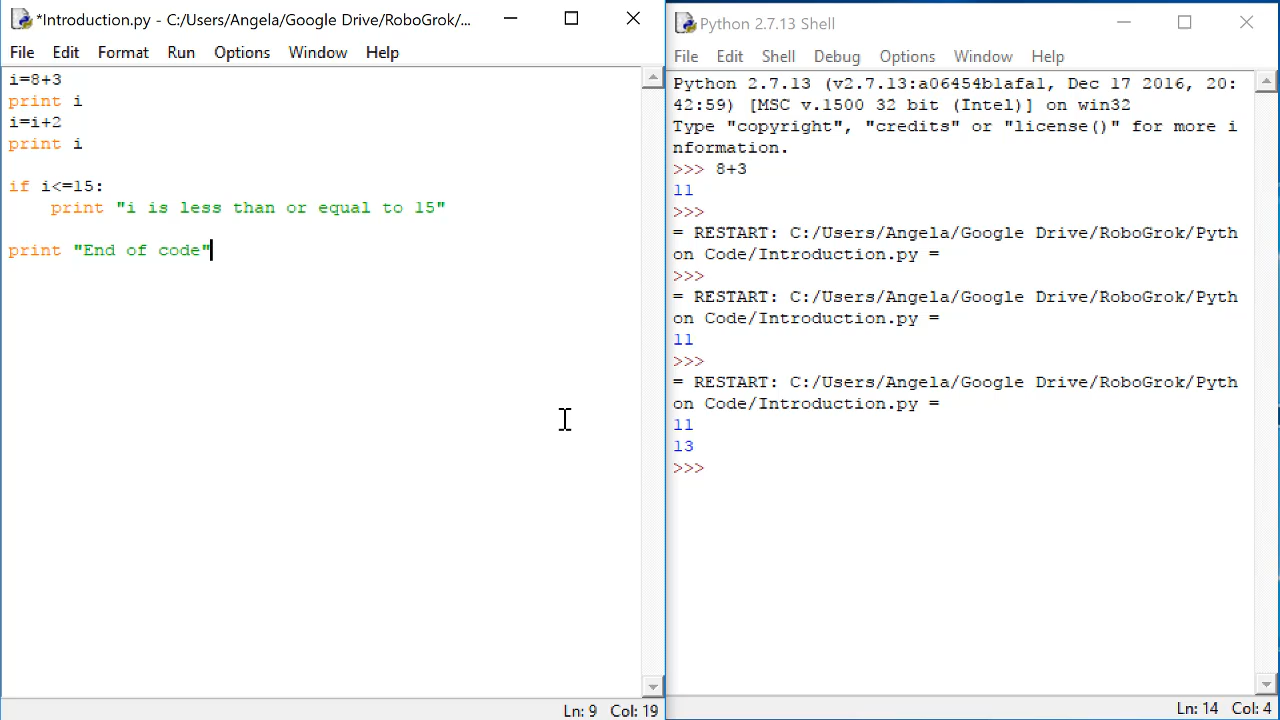 *Introduction.py - C:/Users/Angela/Google Drive/RoboGrok/...
File Edit Format Run Options Window Help
i=8+3
print i
i=i+2
print i
if i<=15:
print "i is less than or equal to 15"
print "End of code"
Ln: 9 Col: 19
Python 2.7.13 Shell
File Edit Shell Debug Options Window Help
Python 2.7.13 (v2.7.13:a06454b1afa1, Dec 17 2016, 20:
42:59) [MSC v.1500 32 bit (Intel)] on win32
Type "copyright", "credits" or "license()" for more i
nformation.
>>> 8+3
11
>>>
= RESTART: C:/Users/Angela/Google Drive/RoboGrok/Pyth
on Code/Introduction.py =
>>>
= RESTART: C:/Users/Angela/Google Drive/RoboGrok/Pyth
on Code/Introduction.py =
11
>>>
= RESTART: C:/Users/Angela/Google Drive/RoboGrok/Pyth
on Code/Introduction.py =
11
13
>>>
Ln: 14 Col: 4